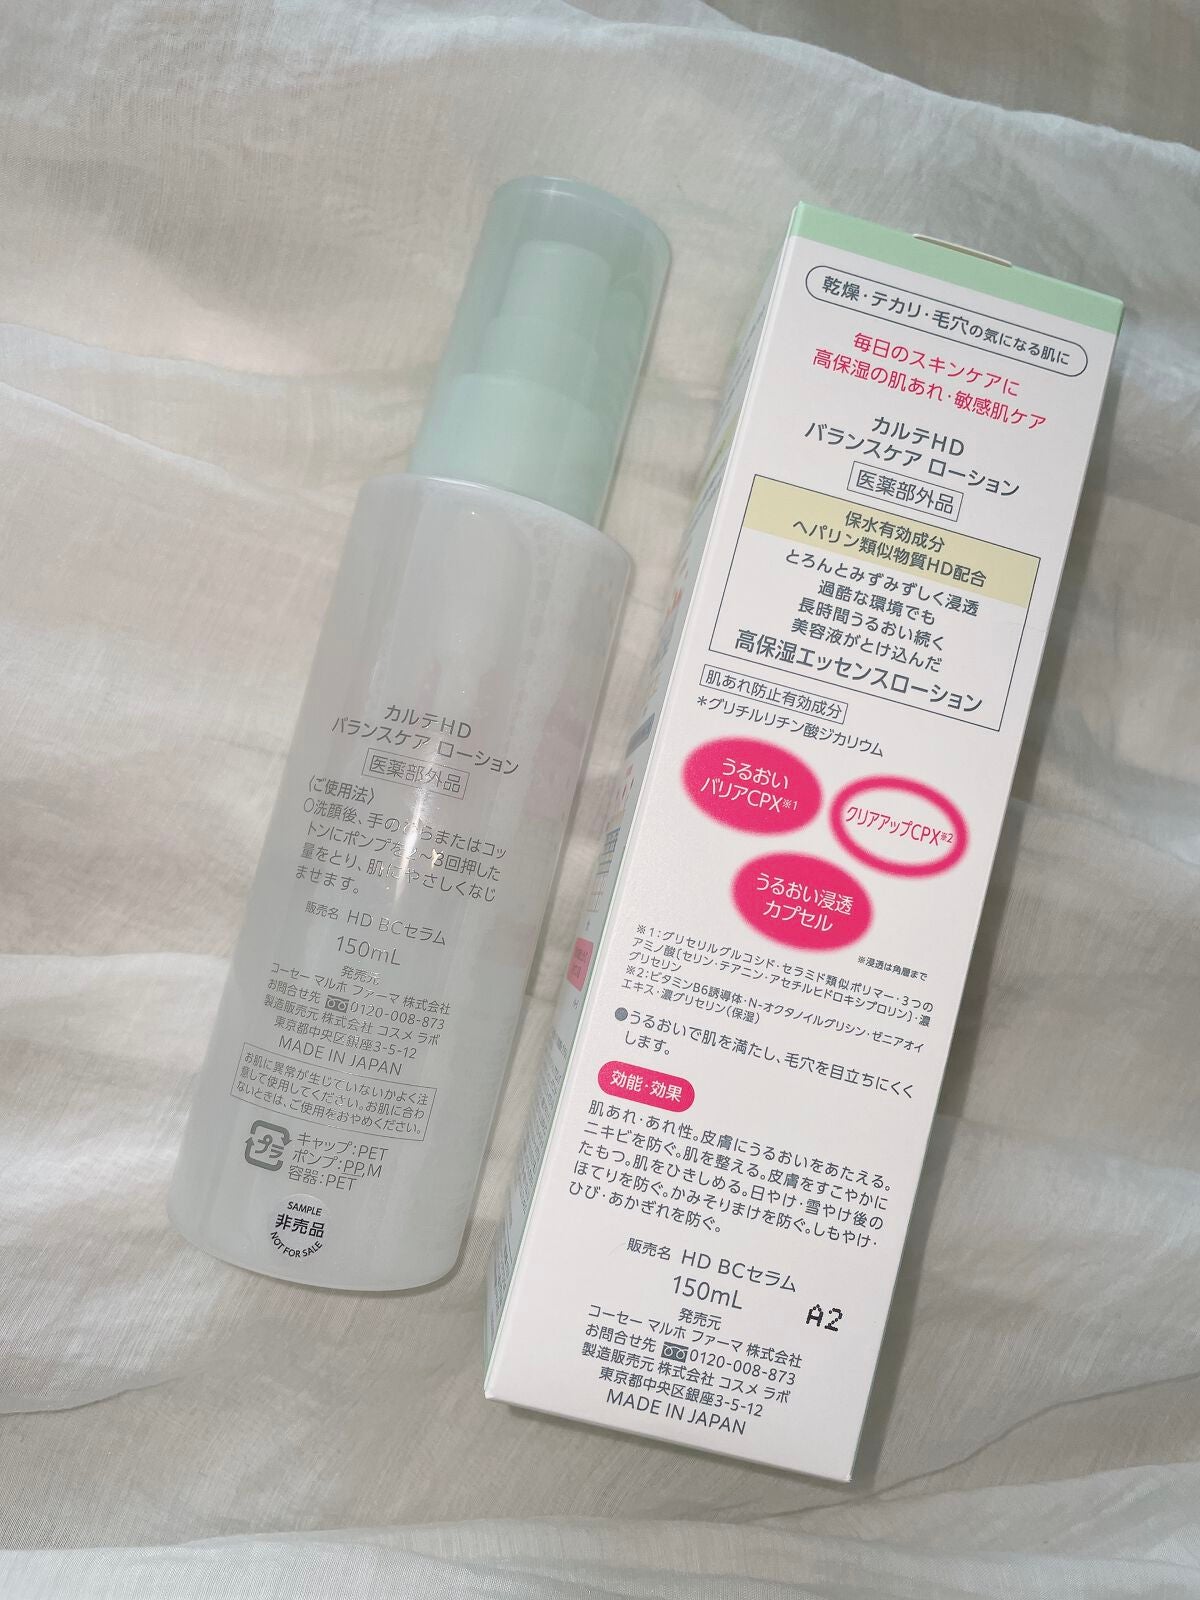 カルテHD
バランスケア ローション
医薬部外品
〈ご使用法〉
○洗顔後、手のひらまたはコッ
トンにポンプを2〜3回押した
量をとり、肌にやさしくなじ
ませます。
販売名 HD BCセラム
150mL
発売元
コーセー マルホ ファーマ 株式会社
お問合せ先 0120-008-873
製造販売元 株式会社 コスメ ラボ
東京都中央区銀座3-5-12
MADE IN JAPAN
お肌に異常が生じていないかよく注
意して使用してください。お肌に合わ
ないときは、ご使用をおやめください。
プラ
キャップ:PET
ポンプ:PP,M
容器:PET
SAMPLE
非売品
NOT FOR SALE
乾燥・テカリ・毛穴の気になる肌に
毎日のスキンケアに
高保湿の肌あれ・敏感肌ケア
カルテHD
バランスケア ローション
医薬部外品
保水有効成分
ヘパリン類似物質HD配合
とろんとみずみずしく浸透
過酷な環境でも
長時間うるおい続く
美容液がとけ込んだ
高保湿エッセンスローション
肌あれ防止有効成分
＊グリチルリチン酸ジカリウム
うるおい
バリアCPX※1
クリアアップCPX※2
うるおい浸透
カプセル
※浸透は角層まで
※1:グリセリルグルコシド・セラミド類似ポリマー・3つの
アミノ酸〔セリン・テアニン・アセチルヒドロキシプロリン〕・濃
グリセリン
※2:ビタミンB6誘導体・N-オクタノイルグリシン・ゼニアオイ
エキス・濃グリセリン(保湿)
●うるおいで肌を満たし、毛穴を目立ちにくく
します。
効能・効果
肌あれ・あれ性。皮膚にうるおいをあたえる。
ニキビを防ぐ。肌を整える。皮膚をすこやかに
たもつ。肌をひきしめる。日やけ・雪やけ後の
ほてりを防ぐ。かみそりまけを防ぐ。しもやけ・
ひび・あかぎれを防ぐ。
販売名 HD BCセラム
150mL
A2
発売元
コーセー マルホ ファーマ 株式会社
お問合せ先 0120-008-873
製造販売元 株式会社 コスメ ラボ
東京都中央区銀座3-5-12
MADE IN JAPAN